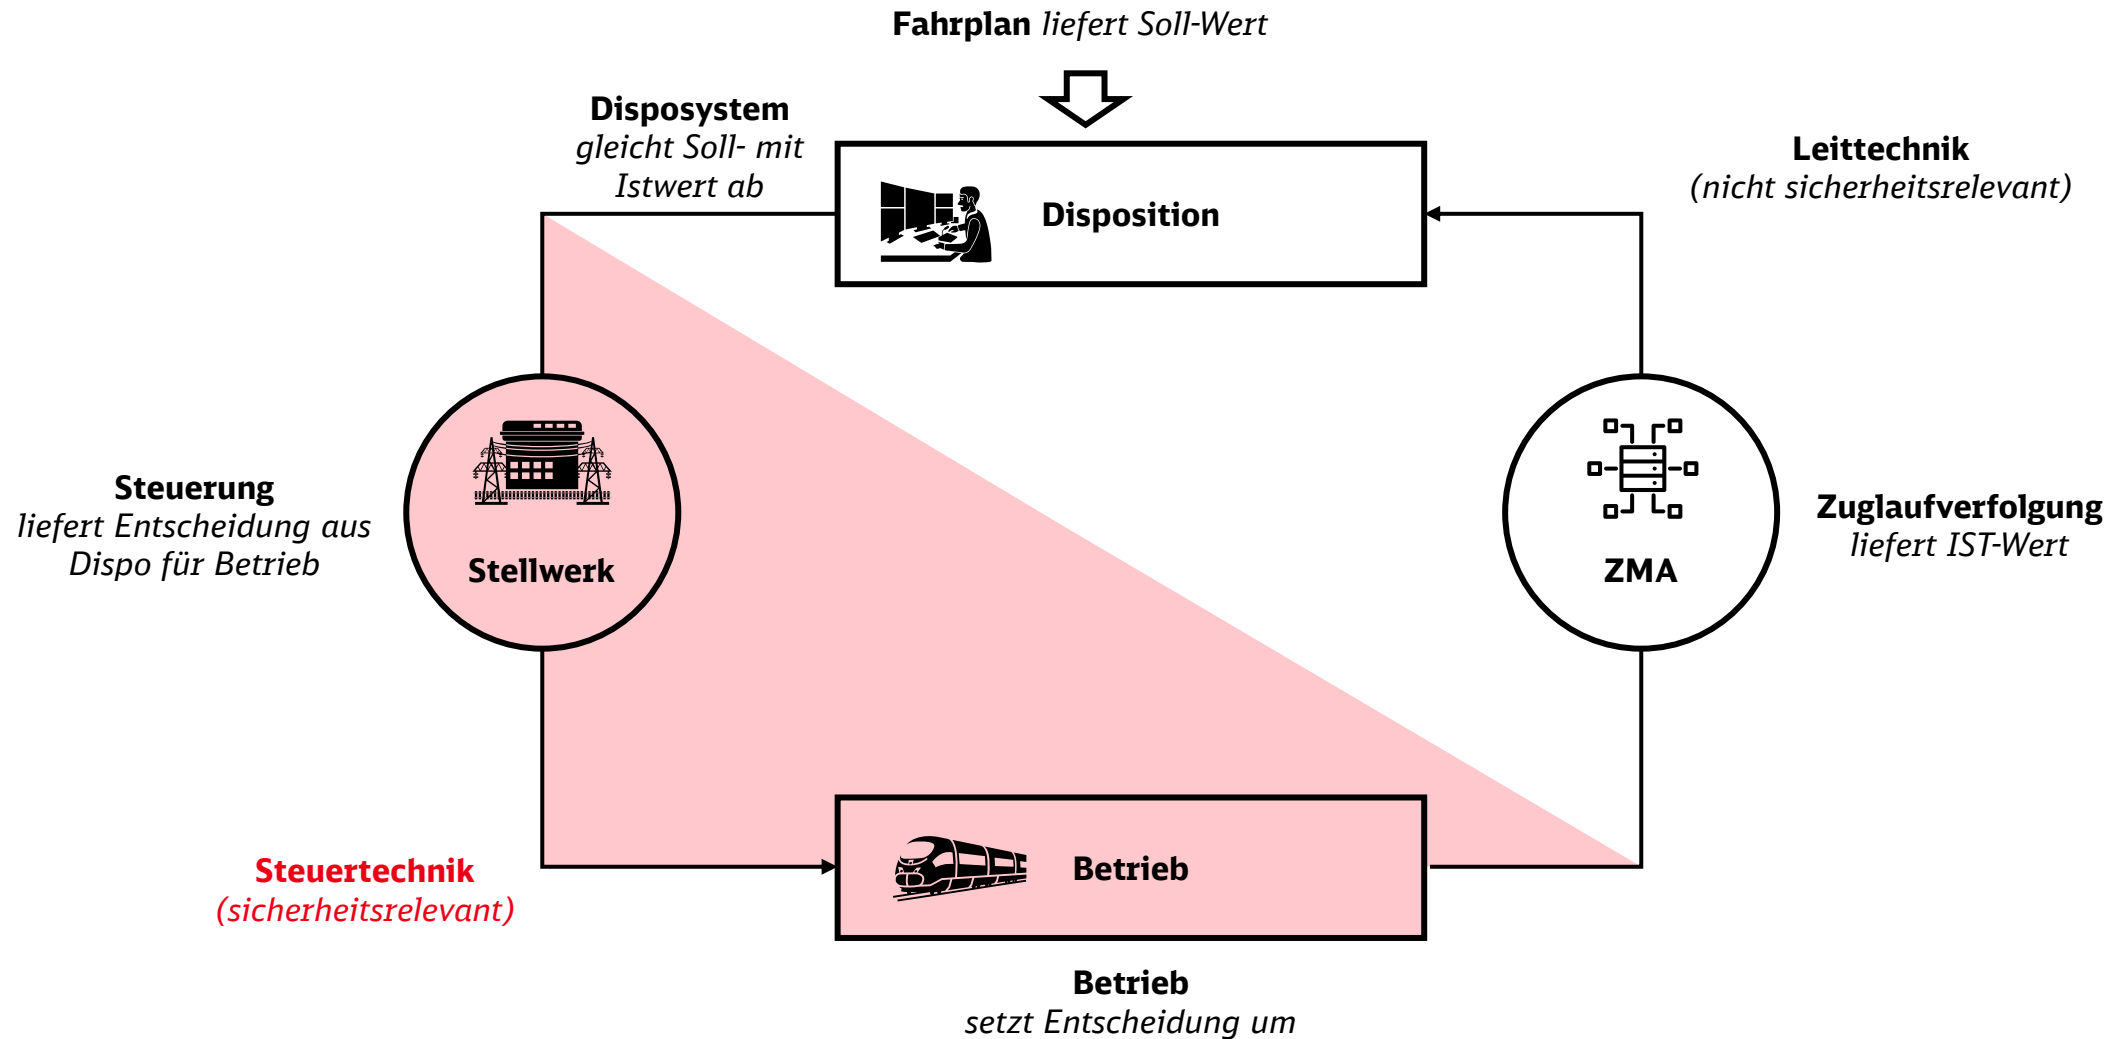 Fahrplan liefert Soll-Wert
Disposystem
gleicht Soll- mit
Istwert ab
Disposition
Leittechnik
(nicht sicherheitsrelevant)
Steuerung
liefert Entscheidung aus
Dispo für Betrieb
Stellwerk
ZMA
Zuglaufverfolgung
liefert IST-Wert
Steuertechnik
(sicherheitsrelevant)
Betrieb
Betrieb
setzt Entscheidung um